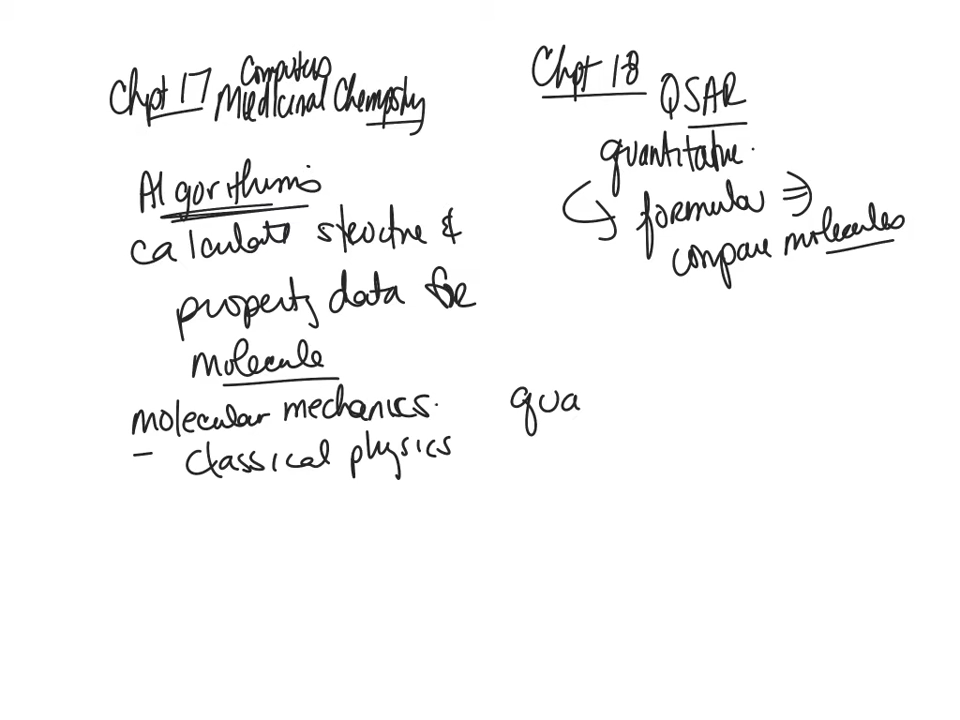 Chpt 17 Computers
Medicinal Chemistry
Algorithms
calculate structure &
property data for
molecule
molecular mechanics.
- classical physics
Chpt 18
QSAR
quantitative.
formula ⇒
compare molecules
qua